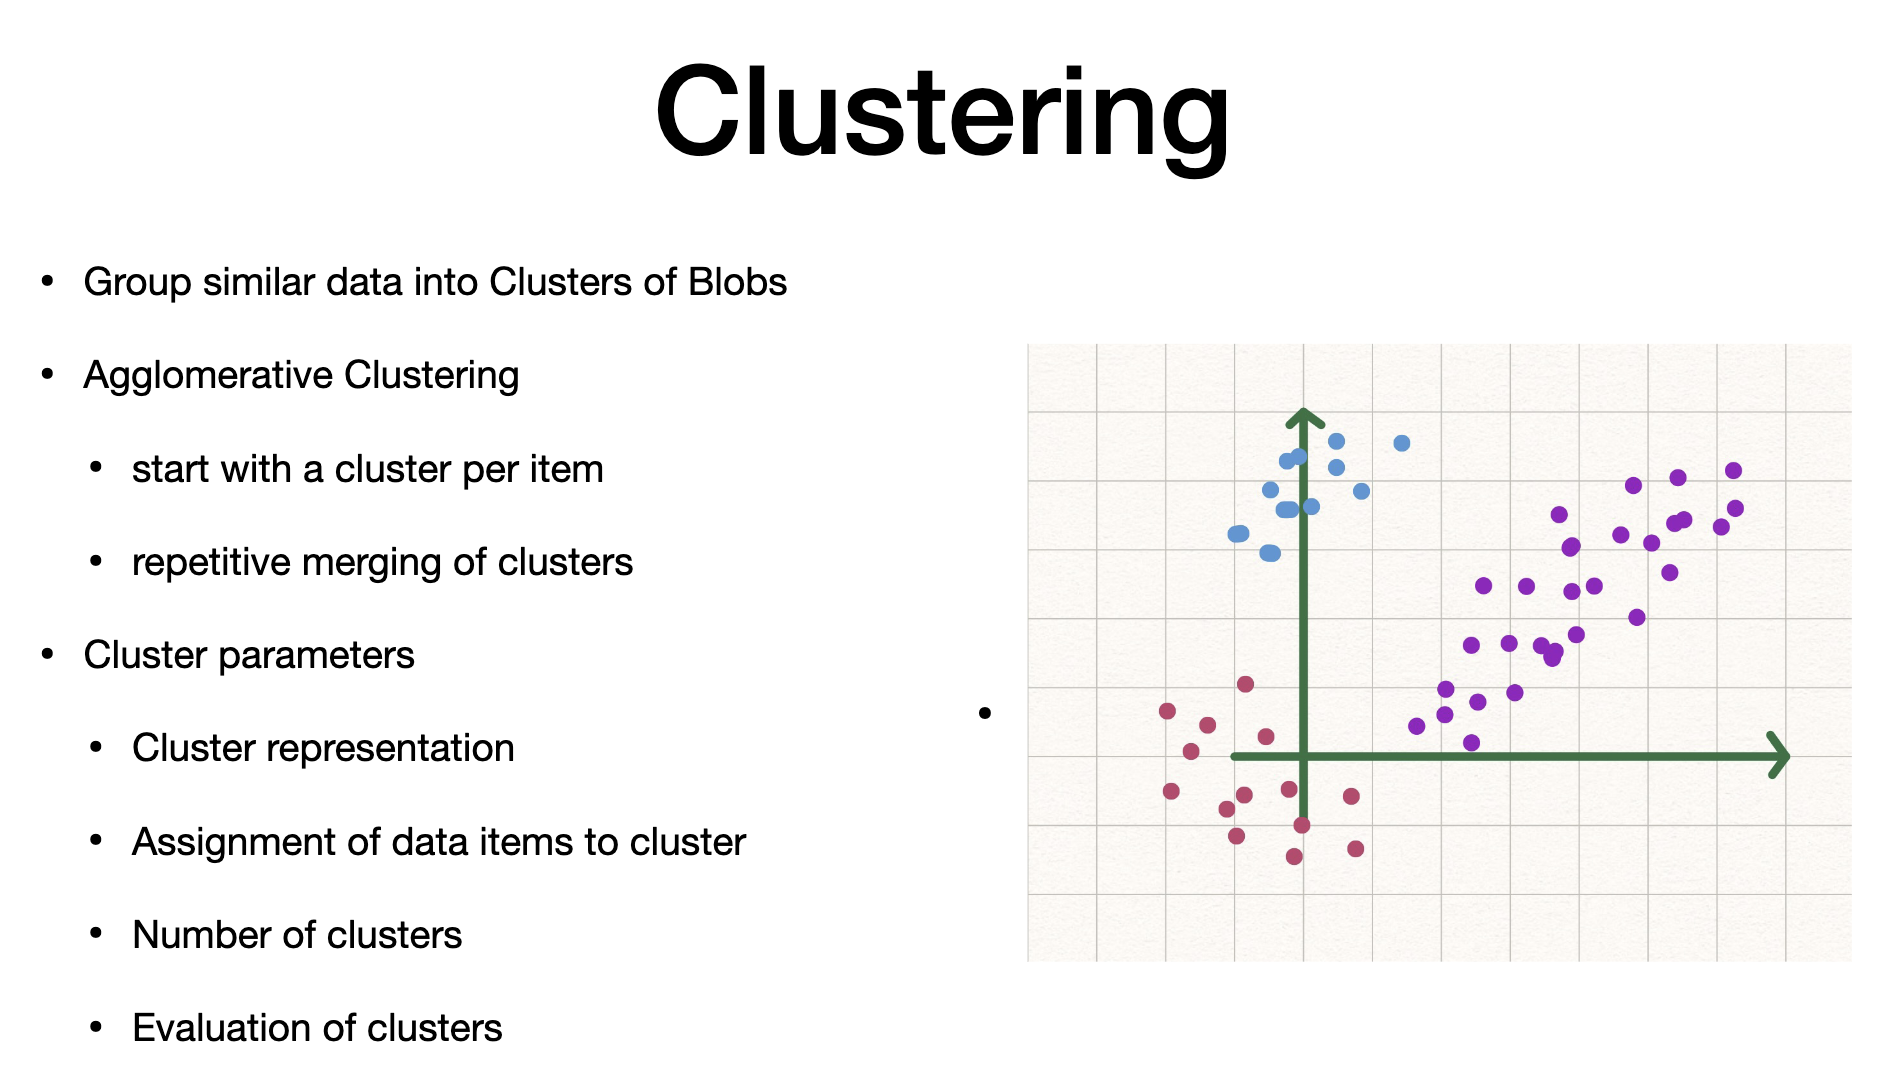 Clustering
• Group similar data into Clusters of Blobs
• Agglomerative Clustering
• start with a cluster per item
• repetitive merging of clusters
• Cluster parameters
• Cluster representation
• Assignment of data items to cluster
• Number of clusters
• Evaluation of clusters
•